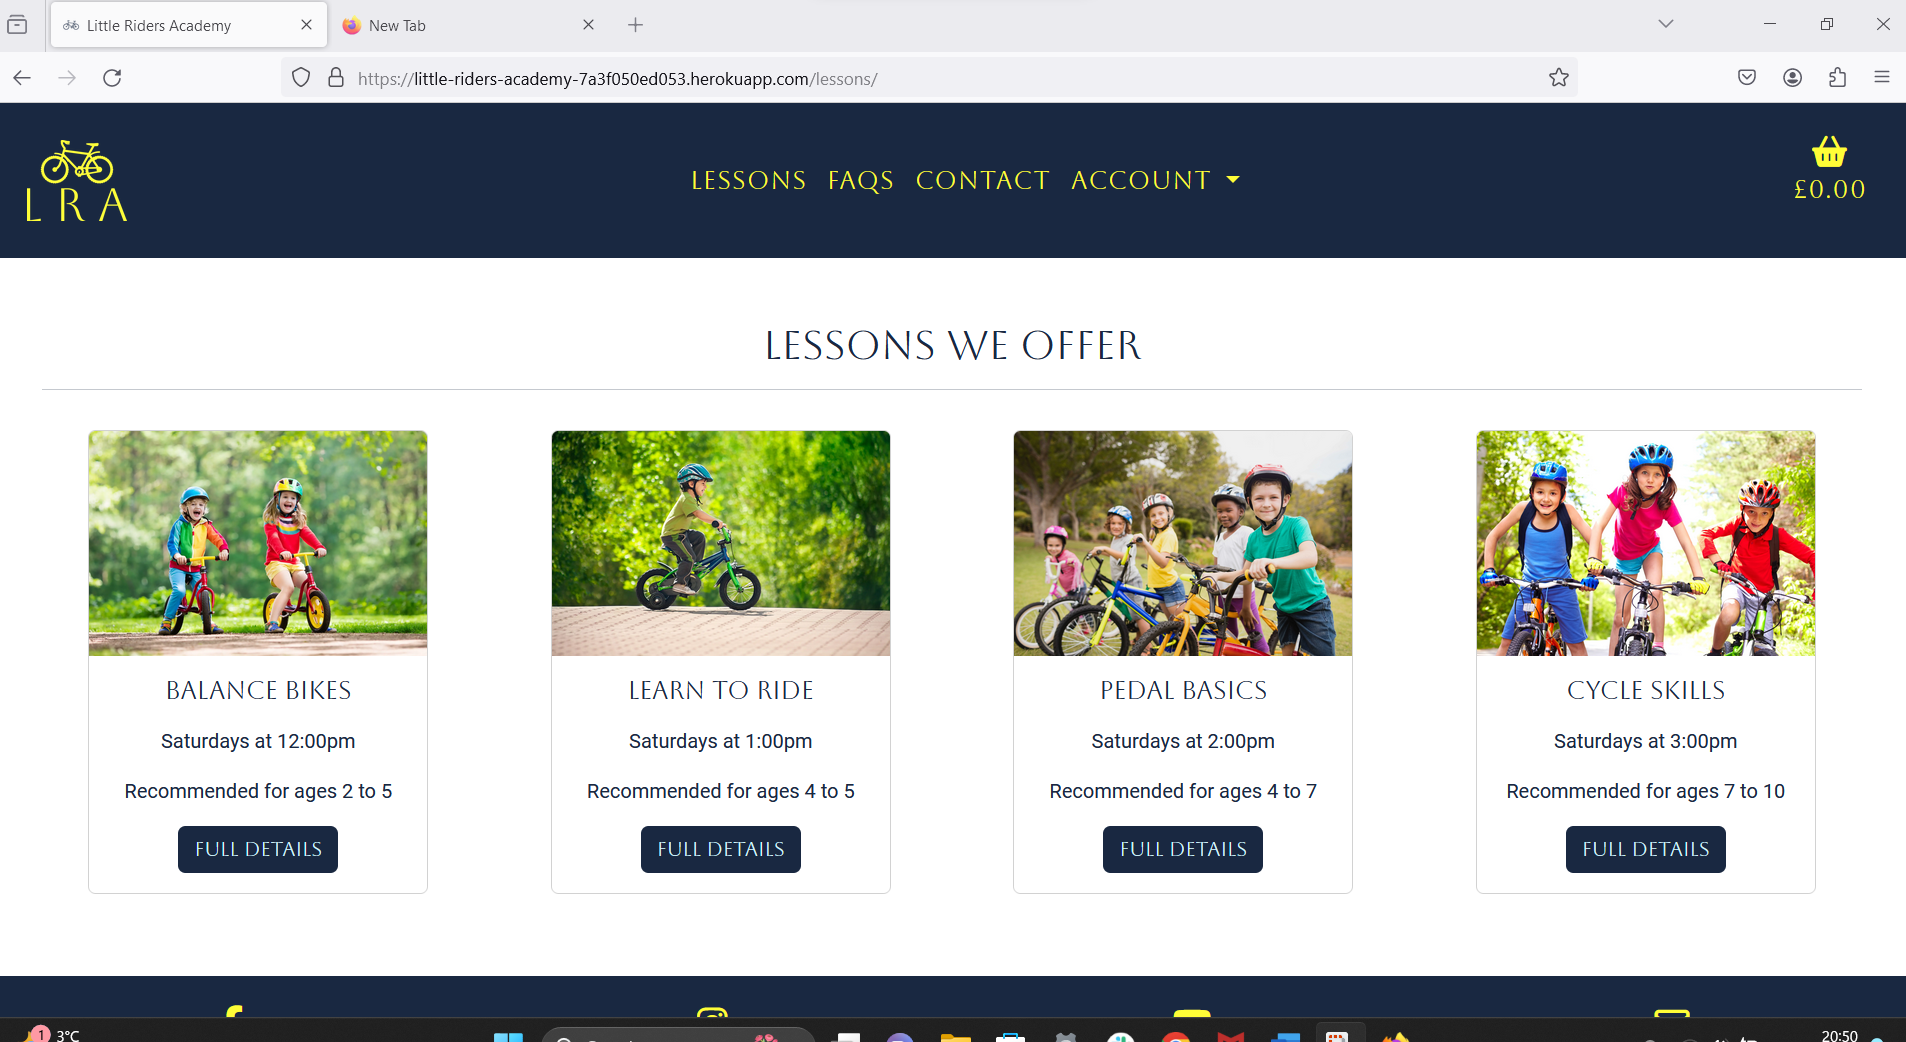 Little Riders Academy
New Tab
https://little-riders-academy-7a3f050ed053.herokuapp.com/lessons/
L R A
LESSONS FAQS CONTACT ACCOUNT
£0.00
LESSONS WE OFFER
BALANCE BIKES
Saturdays at 12:00pm
Recommended for ages 2 to 5
FULL DETAILS
LEARN TO RIDE
Saturdays at 1:00pm
Recommended for ages 4 to 5
FULL DETAILS
PEDAL BASICS
Saturdays at 2:00pm
Recommended for ages 4 to 7
FULL DETAILS
CYCLE SKILLS
Saturdays at 3:00pm
Recommended for ages 7 to 10
FULL DETAILS
1
3°C
20:50